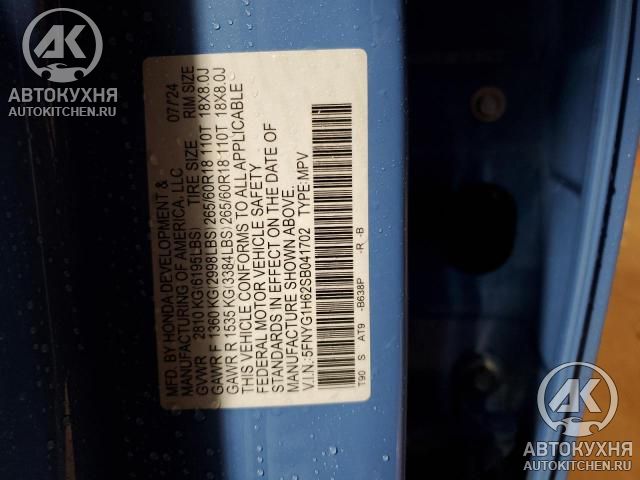 AK
АВТОКУХНЯ
AUTOKITCHEN.RU
MFD. BY HONDA DEVELOPMENT & 07/'24
MANUFACTURING OF AMERICA, LLC
GVWR 2810 KG(6195LBS) TIRE SIZE RIM SIZE
GAWR F 1360 KG(2998LBS)265/60R18 110T 18X8.0J
GAWR R 1535 KG(3384LBS)265/60R18 110T 18X8.0J
THIS VEHICLE CONFORMS TO ALL APPLICABLE
FEDERAL MOTOR VEHICLE SAFETY
STANDARDS IN EFFECT ON THE DATE OF
MANUFACTURE SHOWN ABOVE.
V.I.N.:5FNYG1H62SB041702 TYPE:MPV
T90 S AT9 -B638P -R -B
AK
АВТОКУХНЯ
AUTOKITCHEN.RU